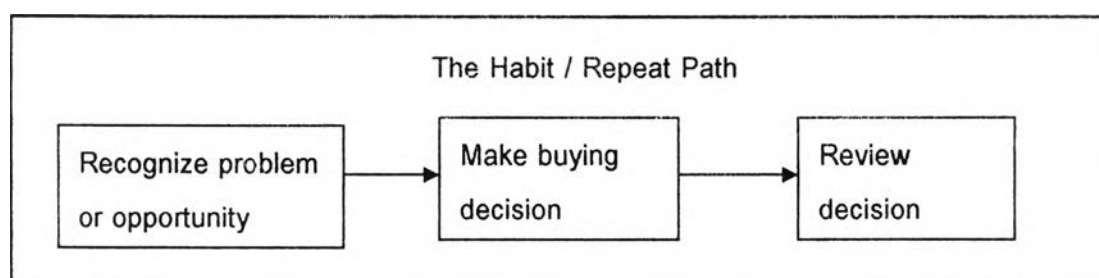 The Habit / Repeat Path
Recognize problem
or opportunity
Make buying
decision
Review
decision